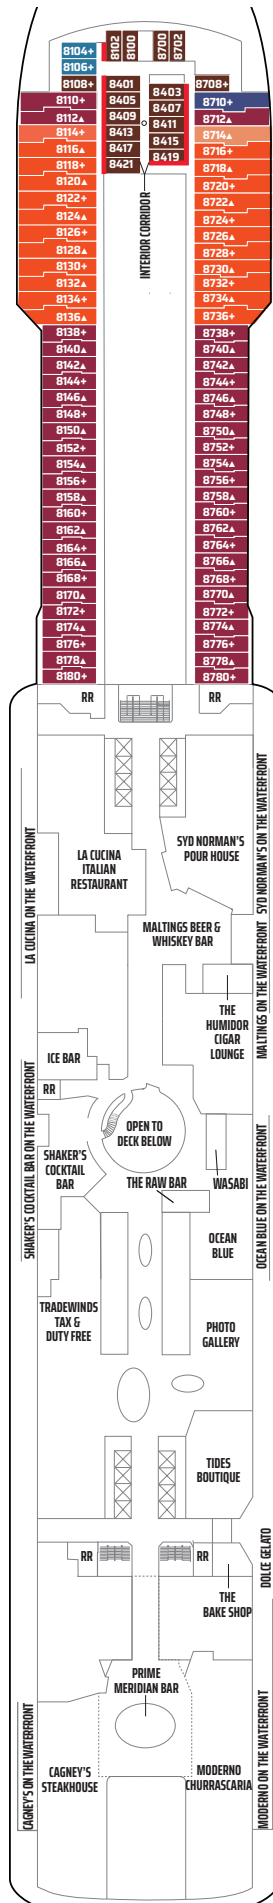 8104+
8106+
8108+
8110+
8112▲
8114+
8116▲
8118+
8120▲
8122+
8124▲
8126+
8128▲
8130+
8132▲
8134+
8136▲
8138+
8140▲
8142▲
8144+
8146▲
8148+
8150▲
8152+
8154▲
8156+
8158▲
8160+
8162▲
8164+
8166▲
8168+
8170▲
8172+
8174▲
8176+
8178▲
8180+
8102
8100
8700
8702
8401
8405
8409
8413
8417
8421
8403
8407
8411
8415
8419
INTERIOR CORRIDOR
8708+
8710+
8712▲
8714▲
8716+
8718▲
8720+
8722▲
8724+
8726▲
8728+
8730▲
8732+
8734▲
8736+
8738+
8740▲
8742▲
8744+
8746▲
8748+
8750▲
8752+
8754▲
8756+
8758▲
8760+
8762▲
8764+
8766▲
8768+
8770▲
8772+
8774▲
8776+
8778▲
8780+
RR
RR
LA CUCINA ON THE WATERFRONT
LA CUCINA
ITALIAN
RESTAURANT
SYD NORMAN'S
POUR HOUSE
SYD NORMAN'S ON THE WATERFRONT
MALTINGS BEER &
WHISKEY BAR
MALTINGS ON THE WATERFRONT
THE
HUMIDOR
CIGAR
LOUNGE
ICE BAR
RR
SHAKER'S COCKTAIL BAR ON THE WATERFRONT
SHAKER'S
COCKTAIL
BAR
OPEN TO
DECK BELOW
THE RAW BAR
WASABI
OCEAN
BLUE
OCEAN BLUE ON THE WATERFRONT
TRADEWINDS
TAX &
DUTY FREE
PHOTO
GALLERY
TIDES
BOUTIQUE
RR
RR
DOLCE GELATO
THE
BAKE SHOP
PRIME
MERIDIAN BAR
CAGNEY'S ON THE WATERFRONT
CAGNEY'S
STEAKHOUSE
MODERNO
CHURRASCARIA
MODERNO ON THE WATERFRONT